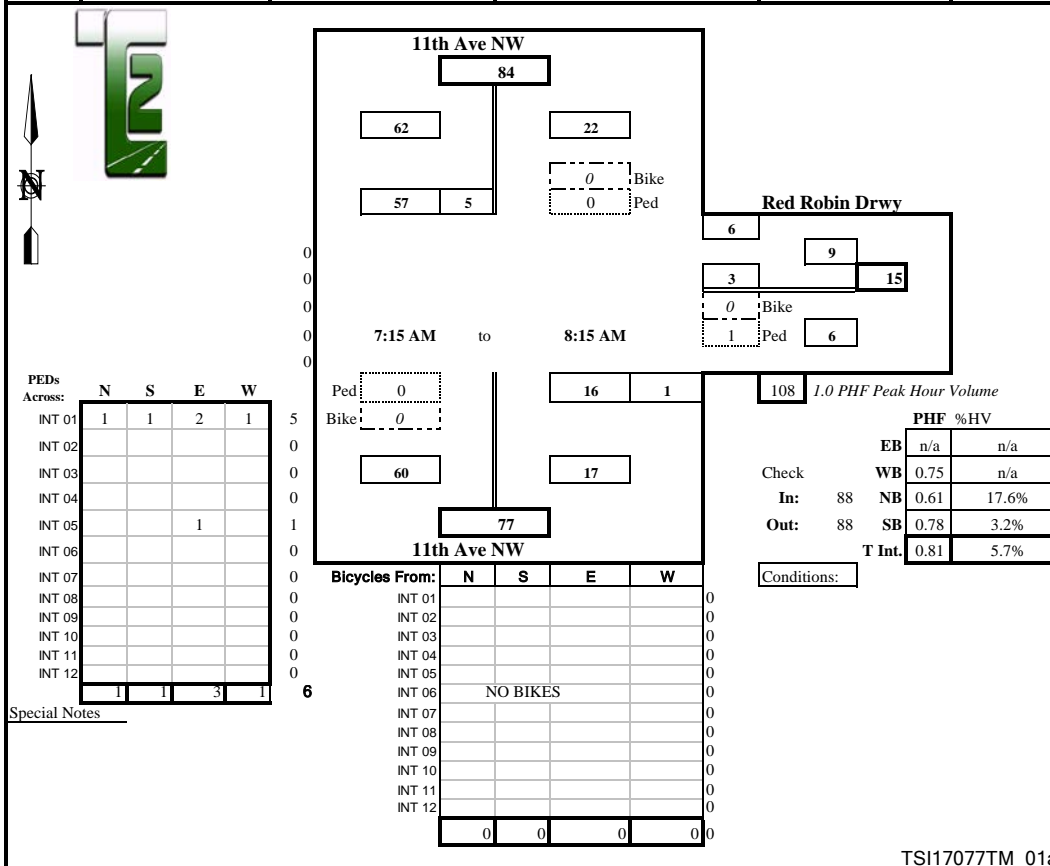 T2
11th Ave NW
84
N
62 22
0 Bike
57 5 0 Ped Red Robin Drwy
6
0 9
0 3 15
0 0 Bike
0 7:15 AM to 8:15 AM 1 Ped 6
0
PEDs Across: N S E W
Ped 0 16 1 108 1.0 PHF Peak Hour Volume
INT 01 1 1 2 1 5 Bike 0 PHF %HV
INT 02 0 EB n/a n/a
INT 03 0 60 17 Check WB 0.75 n/a
INT 04 0 In: 88 NB 0.61 17.6%
INT 05 1 1 77 Out: 88 SB 0.78 3.2%
INT 06 0 11th Ave NW T Int. 0.81 5.7%
INT 07 0 Bicycles From: N S E W Conditions:
INT 08 0 INT 01 0
INT 09 0 INT 02 0
INT 10 0 INT 03 0
INT 11 0 INT 04 0
INT 12 0 INT 05 0
1 1 3 1 6 INT 06 NO BIKES 0
Special Notes INT 07 0
INT 08 0
INT 09 0
INT 10 0
INT 11 0
INT 12 0
0 0 0 0 0
TSI17077TM_01a